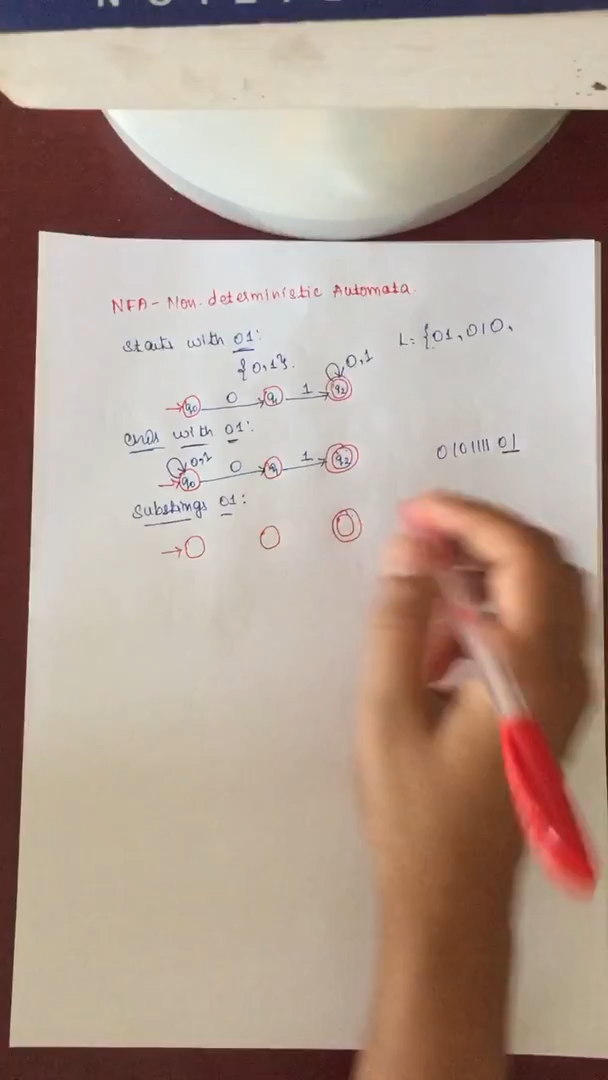 NFA - Non-deterministic Automata.
Starts with 01:
L: {01, 010,
{0,1}.
0,1
q0 0 q1 1 q2
ends with 01:
0,1
q0 0 q1 1 q2
01011111 01
Substrings 01: